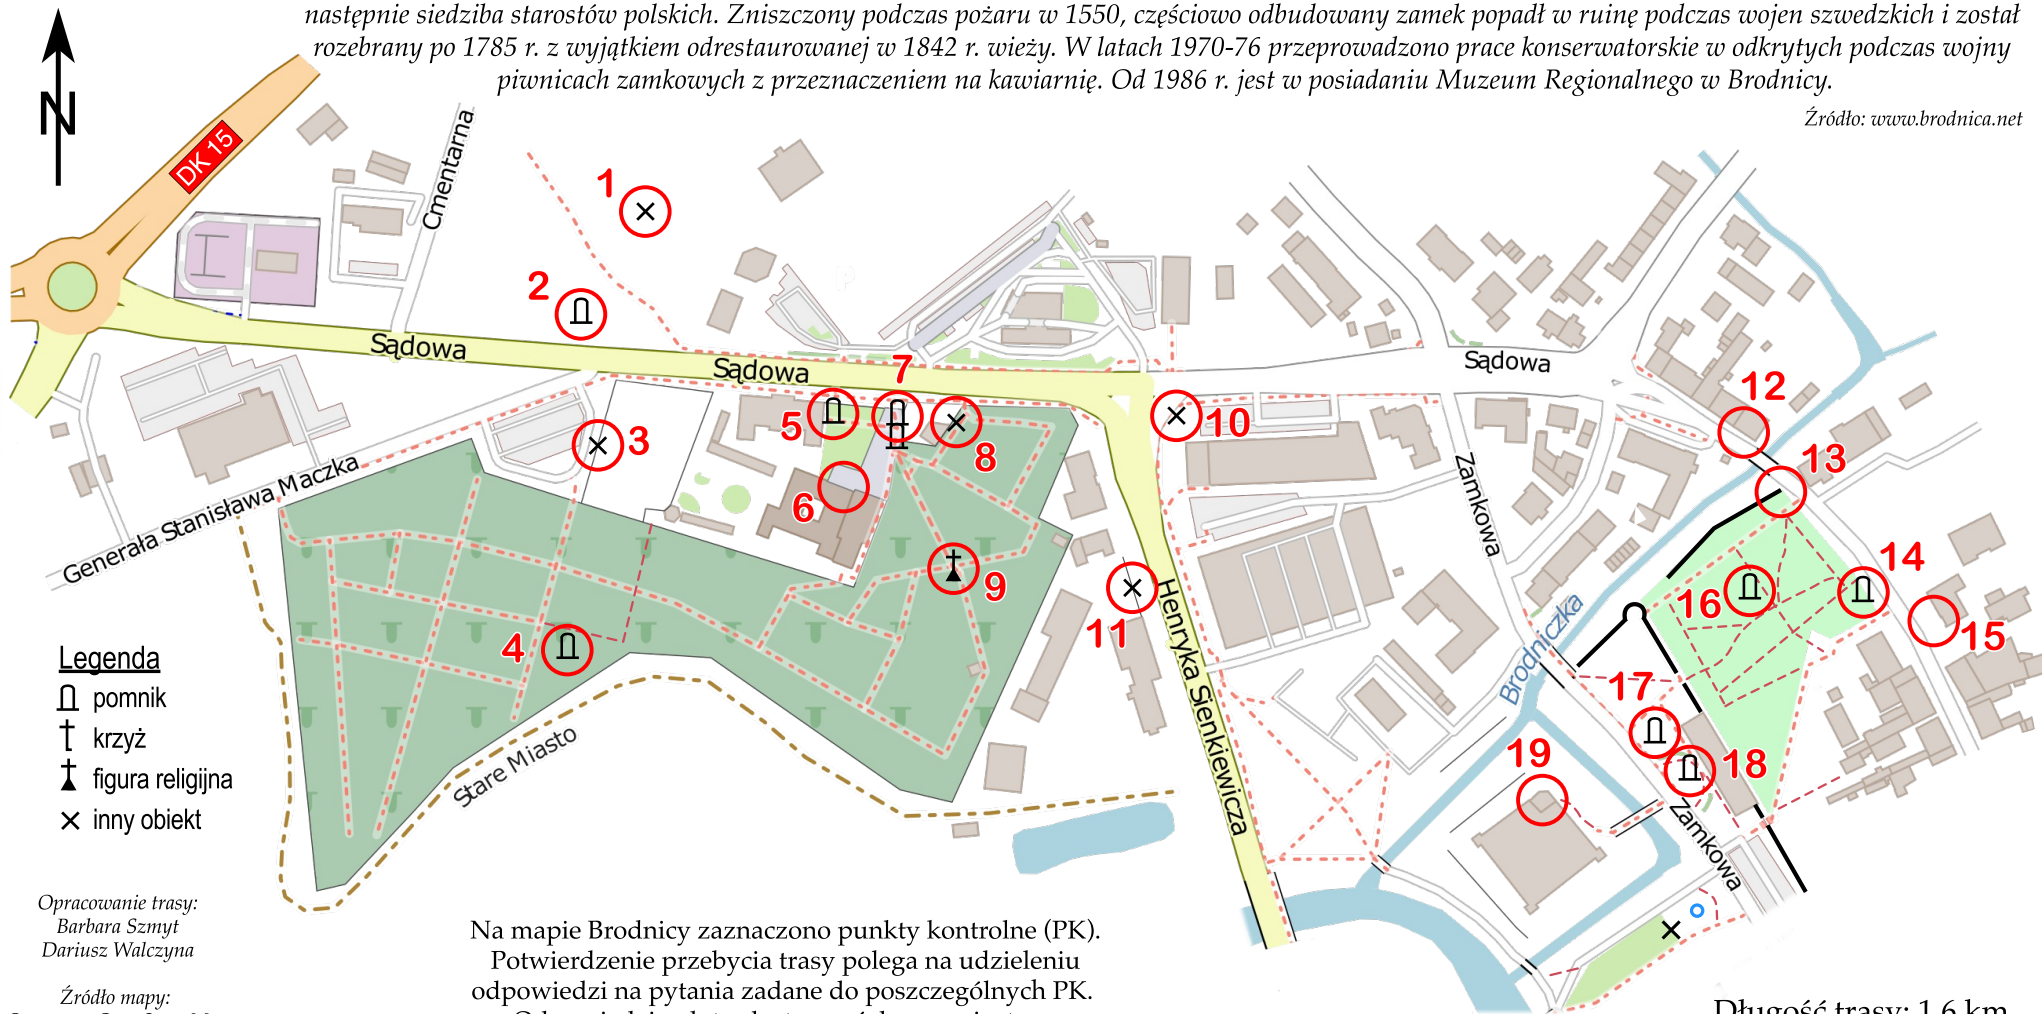 następnie siedziba starostów polskich. Zniszczony podczas pożaru w 1550, częściowo odbudowany zamek popadł w ruinę podczas wojen szwedzkich i został
rozebrany po 1785 r. z wyjątkiem odrestaurowanej w 1842 r. wieży. W latach 1970-76 przeprowadzono prace konserwatorskie w odkrytych podczas wojny
piwnicach zamkowych z przeznaczeniem na kawiarnię. Od 1986 r. jest w posiadaniu Muzeum Regionalnego w Brodnicy.
Źródło: www.brodnica.net
N
DK 15
Cmentarna
1
2
Sądowa
Sądowa
Sądowa
7
5
8
3
6
10
12
13
Generała Stanisława Maczka
Zamkowa
9
11
4
14
16
15
Henryka Sienkiewicza
Brodniczka
17
18
19
Zamkowa
Stare Miasto
Legenda
pomnik
krzyż
figura religijna
inny obiekt
Opracowanie trasy:
Barbara Szmyt
Dariusz Walczyna
Źródło mapy:
Na mapie Brodnicy zaznaczono punkty kontrolne (PK).
Potwierdzenie przebycia trasy polega na udzieleniu
odpowiedzi na pytania zadane do poszczególnych PK.
Długość trasy: 1,6 km